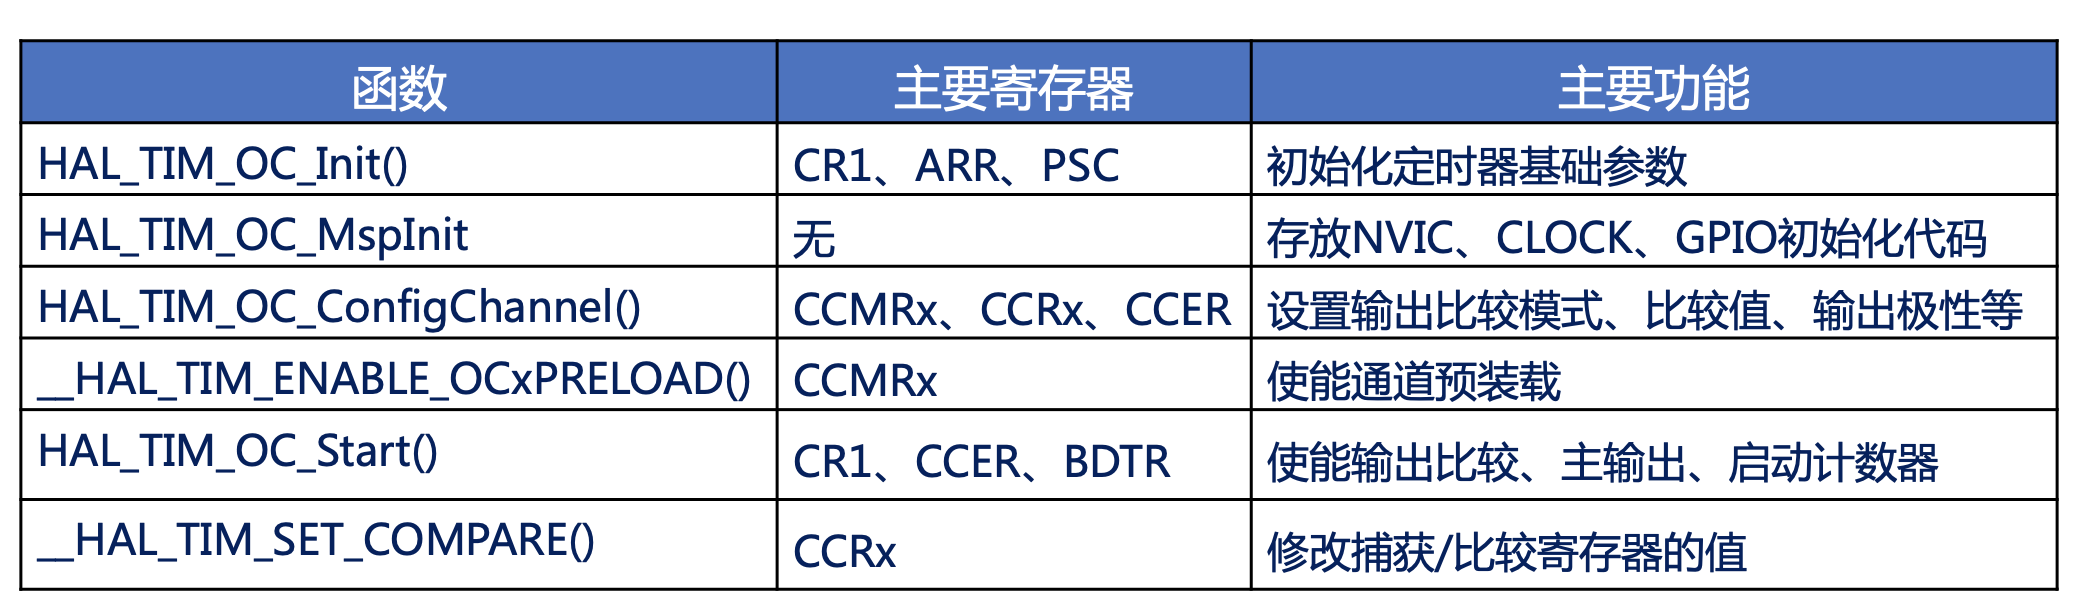 函数 主要寄存器 主要功能
HAL_TIM_OC_Init() CR1、ARR、PSC 初始化定时器基础参数
HAL_TIM_OC_MspInit 无 存放NVIC、CLOCK、GPIO初始化代码
HAL_TIM_OC_ConfigChannel() CCMRx、CCRx、CCER 设置输出比较模式、比较值、输出极性等
__HAL_TIM_ENABLE_OCxPRELOAD() CCMRx 使能通道预装载
HAL_TIM_OC_Start() CR1、CCER、BDTR 使能输出比较、主输出、启动计数器
__HAL_TIM_SET_COMPARE() CCRx 修改捕获/比较寄存器的值